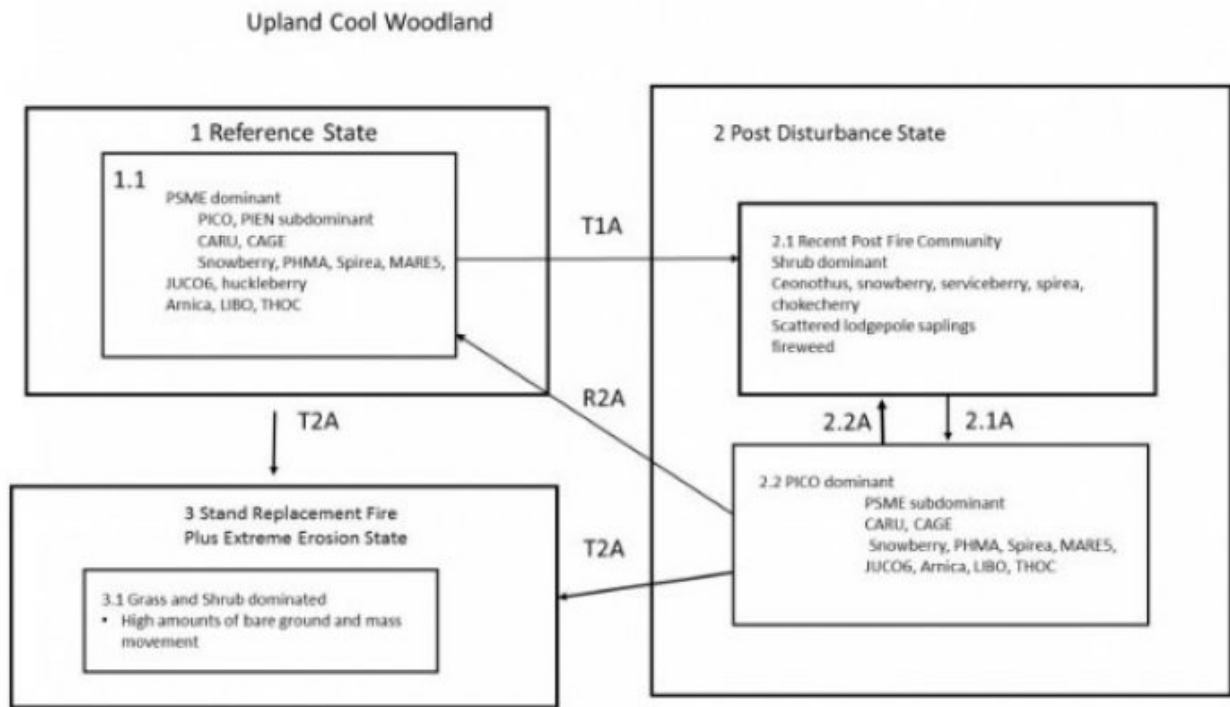 Upland Cool Woodland
1 Reference State
1.1
PSME dominant
PICO, PIEN subdominant
CARU, CAGE
Snowberry, PHMA, Spirea, MARE5,
JUCO6, huckleberry
Arnica, LIBO, THOC
T1A
2 Post Disturbance State
2.1 Recent Post Fire Community
Shrub dominant
Ceonothus, snowberry, serviceberry, spirea,
chokecherry
Scattered lodgepole saplings
fireweed
R2A
2.2A
2.1A
T2A
2.2 PICO dominant
PSME subdominant
CARU, CAGE
Snowberry, PHMA, Spirea, MARE5,
JUCO6, Arnica, LIBO, THOC
T2A
3 Stand Replacement Fire
Plus Extreme Erosion State
3.1 Grass and Shrub dominated
• High amounts of bare ground and mass
movement